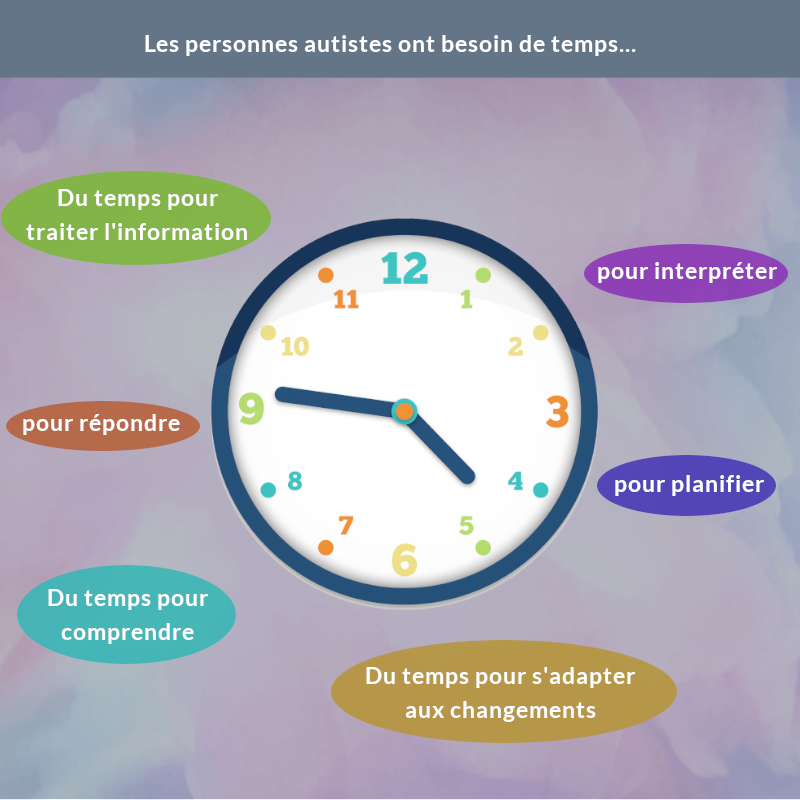 Les personnes autistes ont besoin de temps...
Du temps pour
traiter l'information
pour interpréter
12
11
1
10
2
9
3
8
4
7
5
6
pour répondre
pour planifier
Du temps pour
comprendre
Du temps pour s'adapter
aux changements